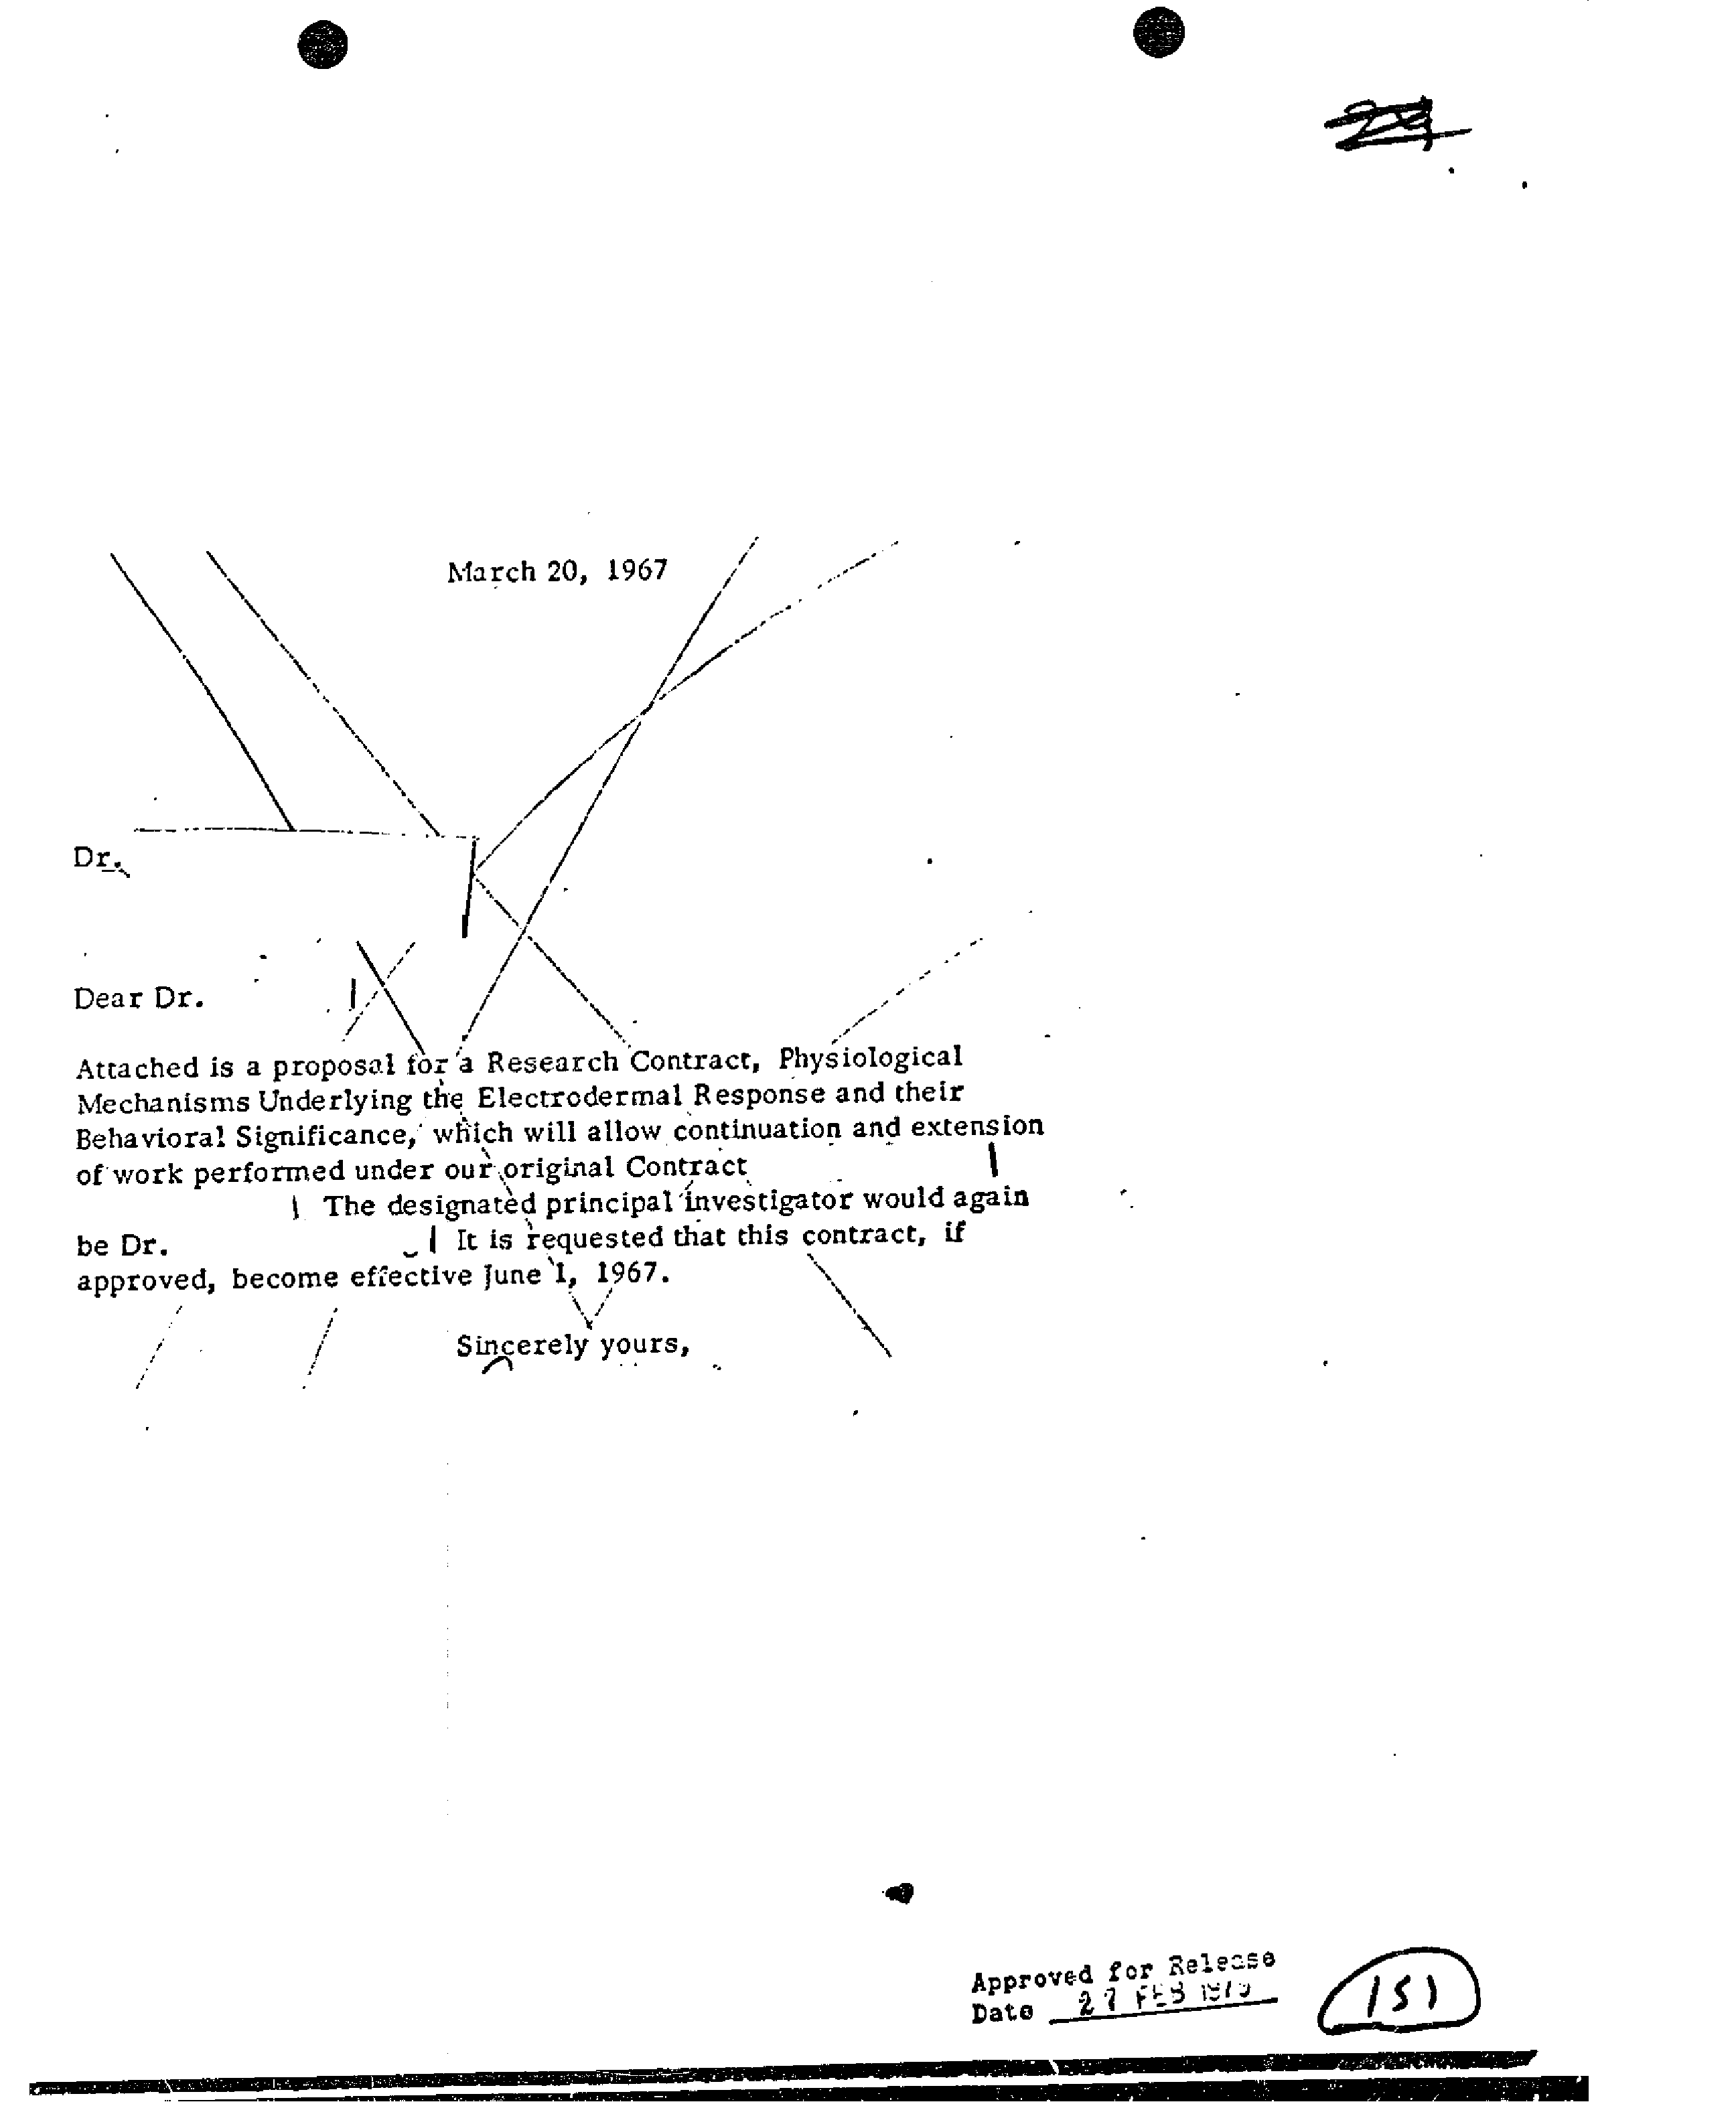 March 20, 1967
Dr.
Dear Dr.
Attached is a proposal for a Research Contract, Physiological
Mechanisms Underlying the Electrodermal Response and their
Behavioral Significance, which will allow continuation and extension
of work performed under our original Contract
The designated principal investigator would again
be Dr. It is requested that this contract, if
approved, become effective June 1, 1967.
Sincerely yours,
Approved for Release
Date 27 FEB
151